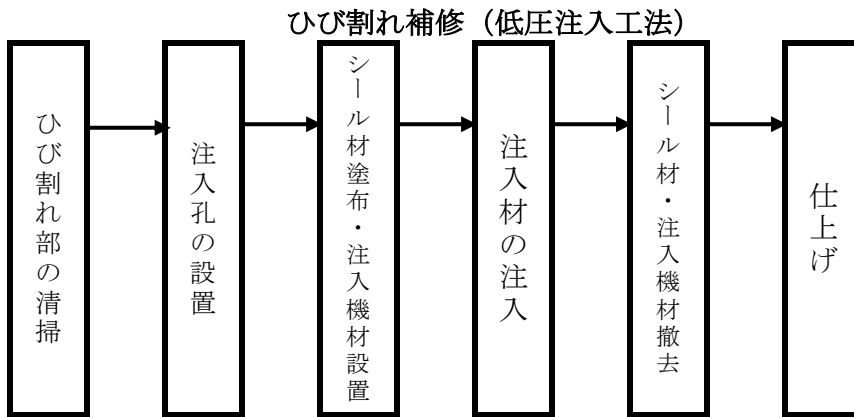 ひび割れ補修（低圧注入工法）
ひび割れ部の清掃
注入孔の設置
シール材塗布・注入機材設置
注入材の注入
シール材・注入機材撤去
仕上げ